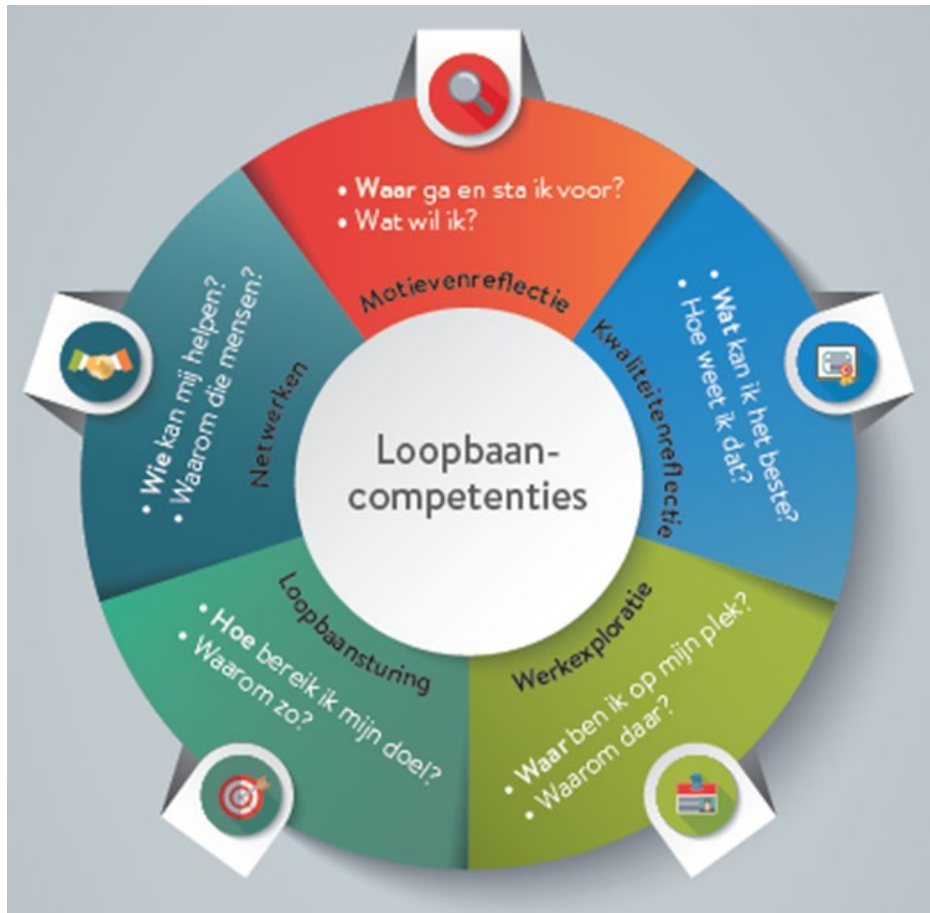 Loopbaan-
competenties
• Waar ga en sta ik voor?
• Wat wil ik?
Motievenreflectie
• Wat kan ik het beste?
• Hoe weet ik dat?
Kwaliteitenreflectie
• Waar ben ik op mijn plek?
• Waarom daar?
Werkexploratie
• Hoe bereik ik mijn doel?
• Waarom zo?
Loopbaansturing
• Wie kan mij helpen?
• Waarom die mensen?
Netwerken